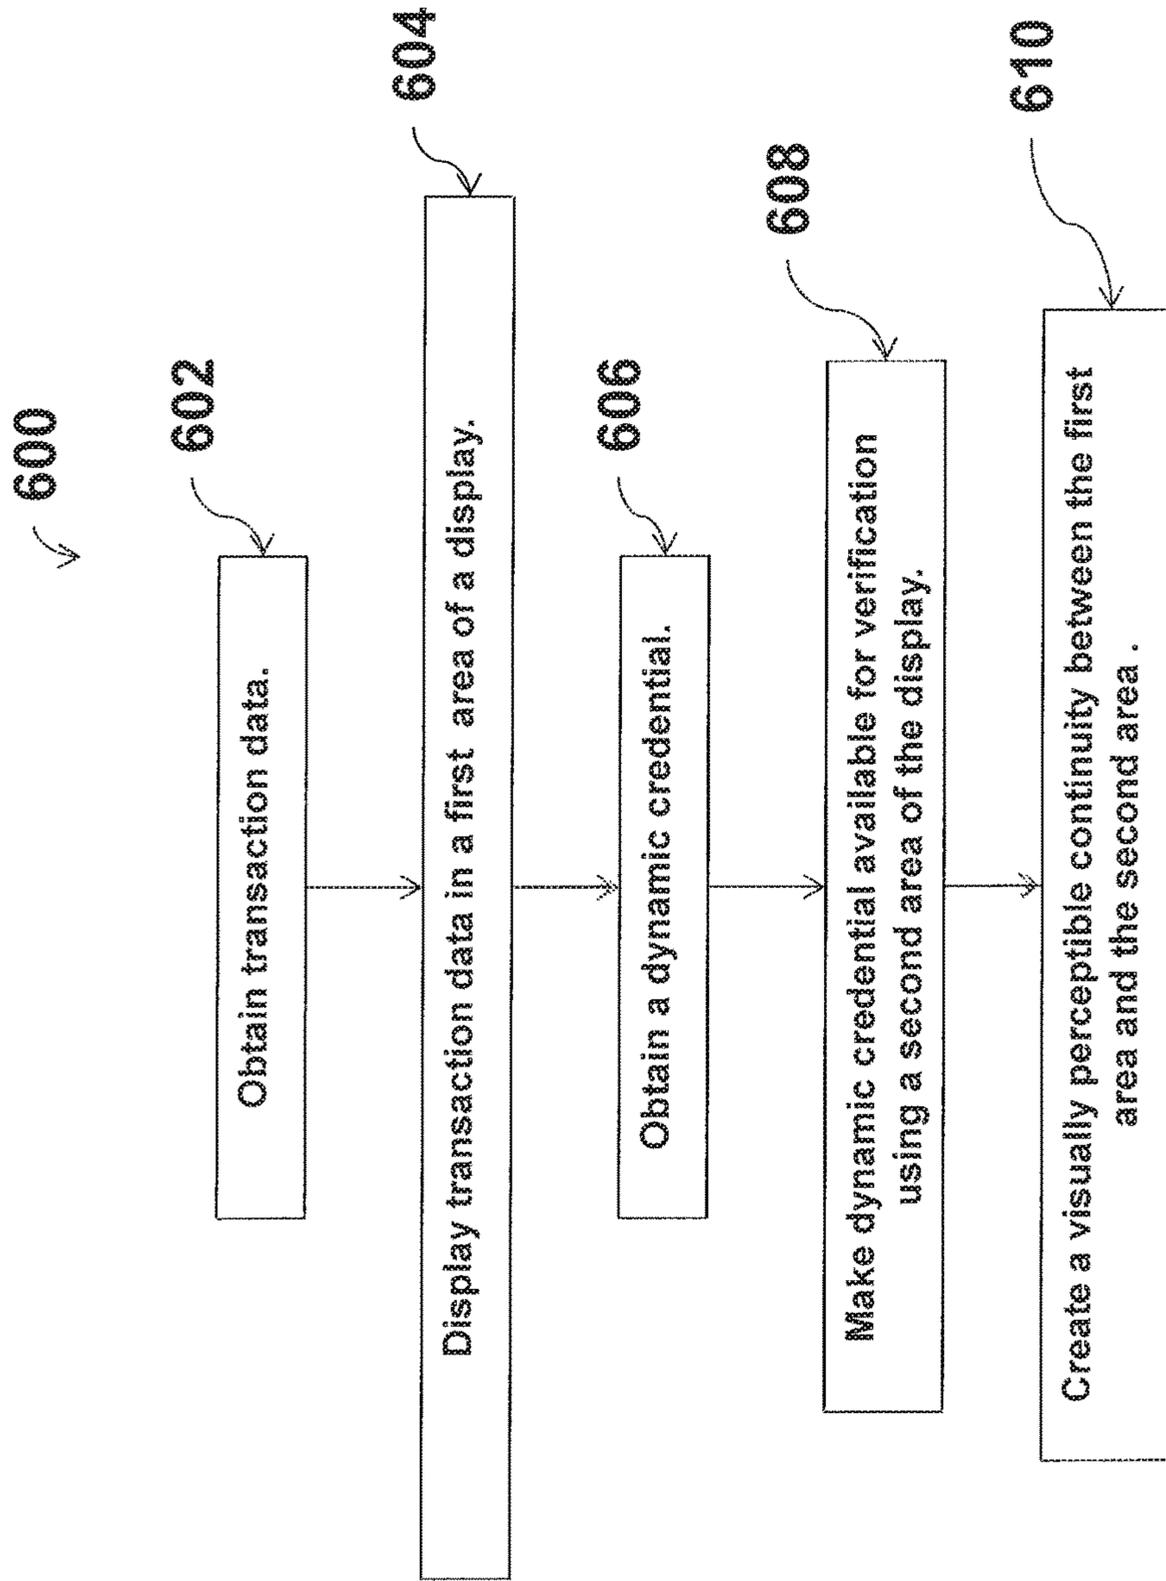 600
602
Obtain transaction data.
604
Display transaction data in a first area of a display.
606
Obtain a dynamic credential.
608
Make dynamic credential available for verification
using a second area of the display.
610
Create a visually perceptible continuity between the first
area and the second area .